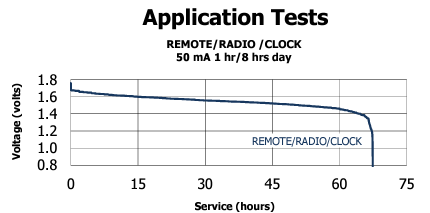 Application Tests
REMOTE/RADIO /CLOCK
50 mA 1 hr/8 hrs day
Voltage (volts)
1.8
1.6
1.4
1.2
1.0
0.8
REMOTE/RADIO/CLOCK
0 15 30 45 60 75
Service (hours)